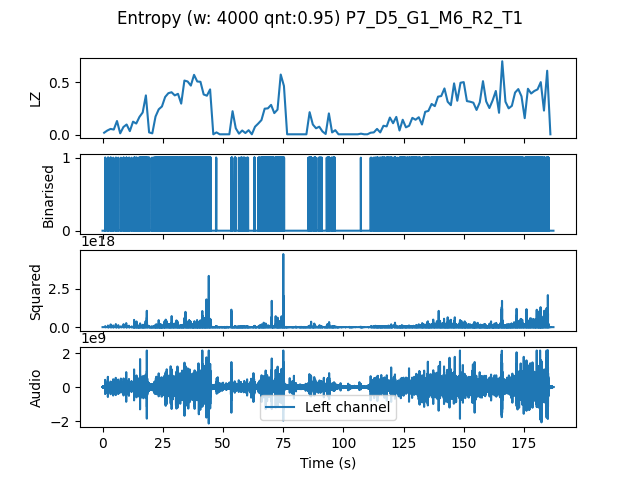 Entropy (w: 4000 qnt:0.95) P7_D5_G1_M6_R2_T1
0.5
0.0
LZ
1
0
Binarised
1e18
2.5
0.0
Squared
1e9
2
0
−2
Audio
Left channel
0 25 50 75 100 125 150 175
Time (s)